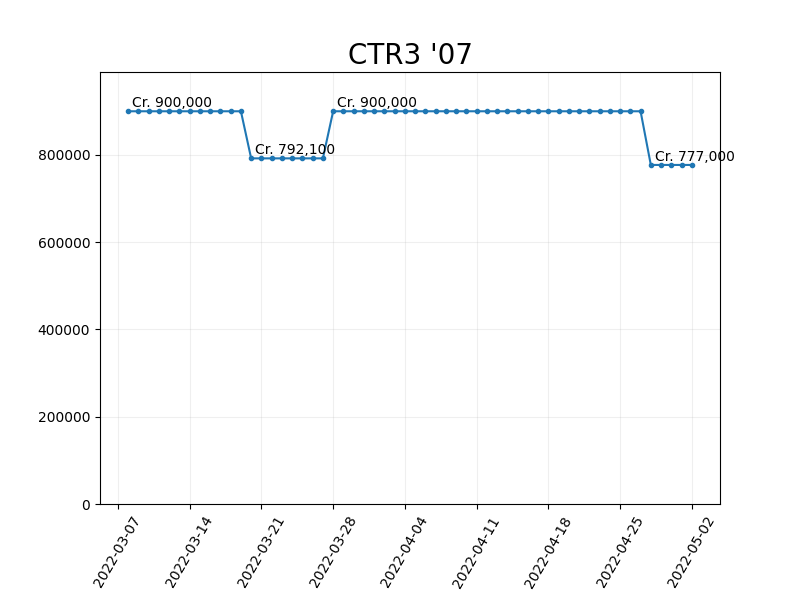 CTR3 '07
Cr. 900,000
Cr. 900,000
Cr. 792,100
Cr. 777,000
800000
600000
400000
200000
0
2022-03-07
2022-03-14
2022-03-21
2022-03-28
2022-04-04
2022-04-11
2022-04-18
2022-04-25
2022-05-02